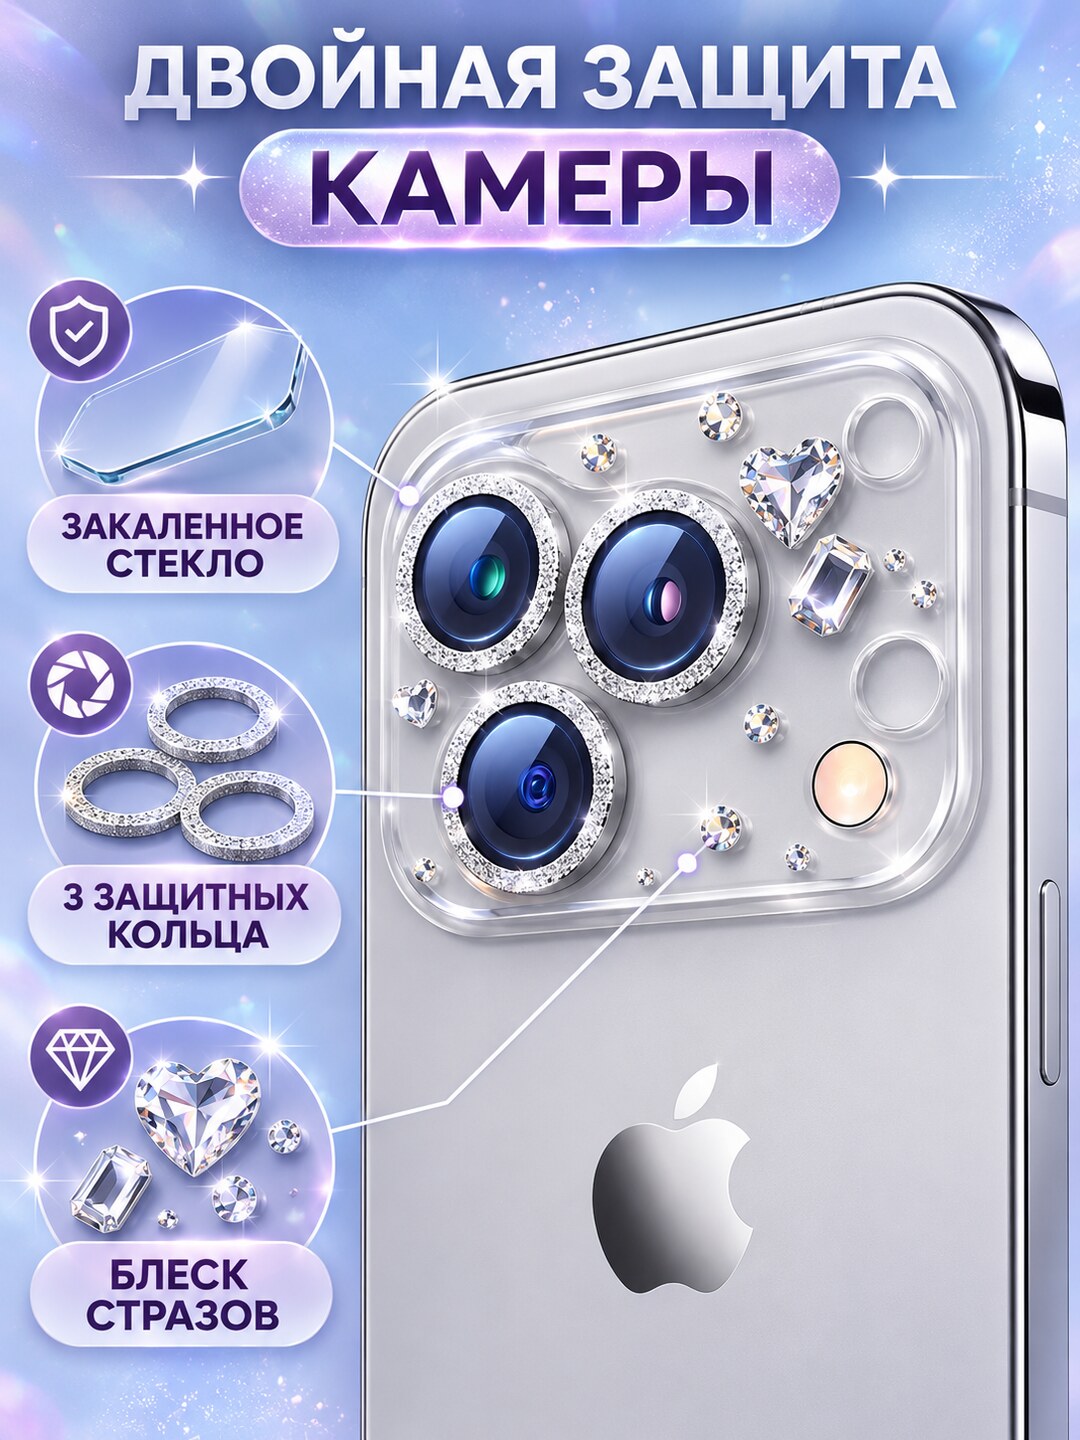 ДВОЙНАЯ ЗАЩИТА
КАМЕРЫ
ЗАКАЛЕННОЕ
СТЕКЛО
3 ЗАЩИТНЫХ
КОЛЬЦА
БЛЕСК
СТРАЗОВ